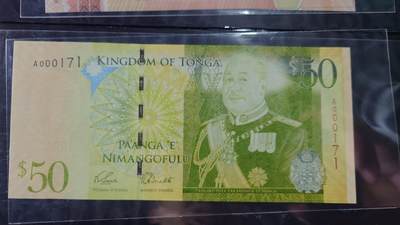 A000171
KINGDOM OF TONGA
$50
PA'ANGA 'E
NIMANGOFULU
A000171
$50